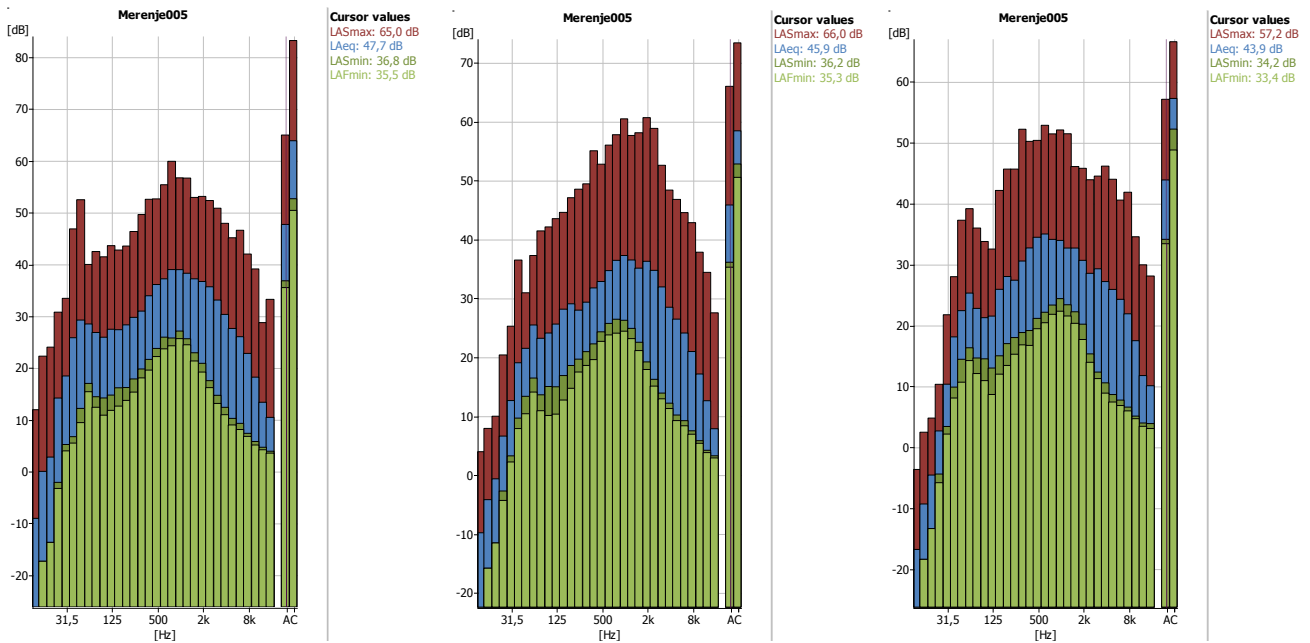 Merenje005
[dB]
80
70
60
50
40
30
20
10
0
-10
-20
31,5 125 500 2k 8k AC
[Hz]
Cursor values
LASmax: 65,0 dB
LAeq: 47,7 dB
LASmin: 36,8 dB
LAFmin: 35,5 dB
Merenje005
[dB]
70
60
50
40
30
20
10
0
-10
-20
31,5 125 500 2k 8k AC
[Hz]
Cursor values
LASmax: 66,0 dB
LAeq: 45,9 dB
LASmin: 36,2 dB
LAFmin: 35,3 dB
Merenje005
[dB]
60
50
40
30
20
10
0
-10
-20
31,5 125 500 2k 8k AC
[Hz]
Cursor values
LASmax: 57,2 dB
LAeq: 43,9 dB
LASmin: 34,2 dB
LAFmin: 33,4 dB